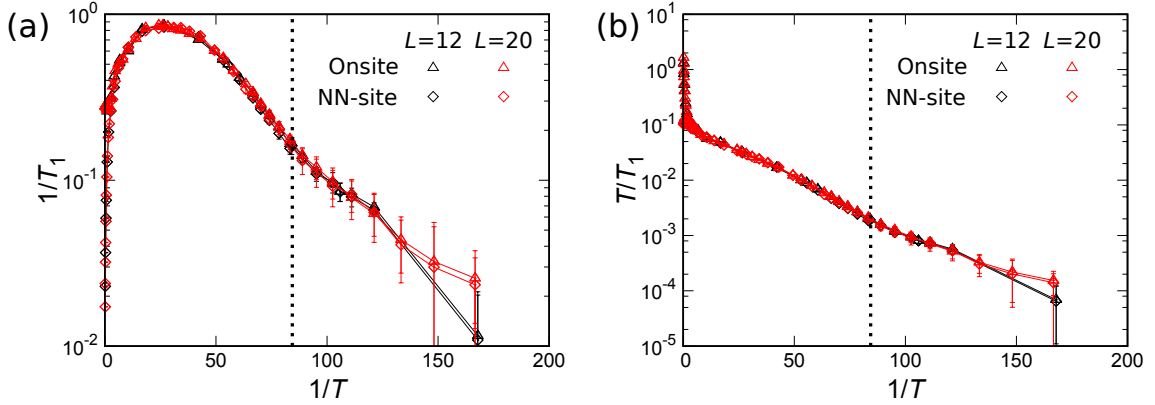 (a)
10^0
10^-1
10^-2
1/T_1
L=12 L=20
Onsite
NN-site
0 50 100 150 200
1/T
(b)
10^1
10^0
10^-1
10^-2
10^-3
10^-4
10^-5
T/T_1
L=12 L=20
Onsite
NN-site
0 50 100 150 200
1/T